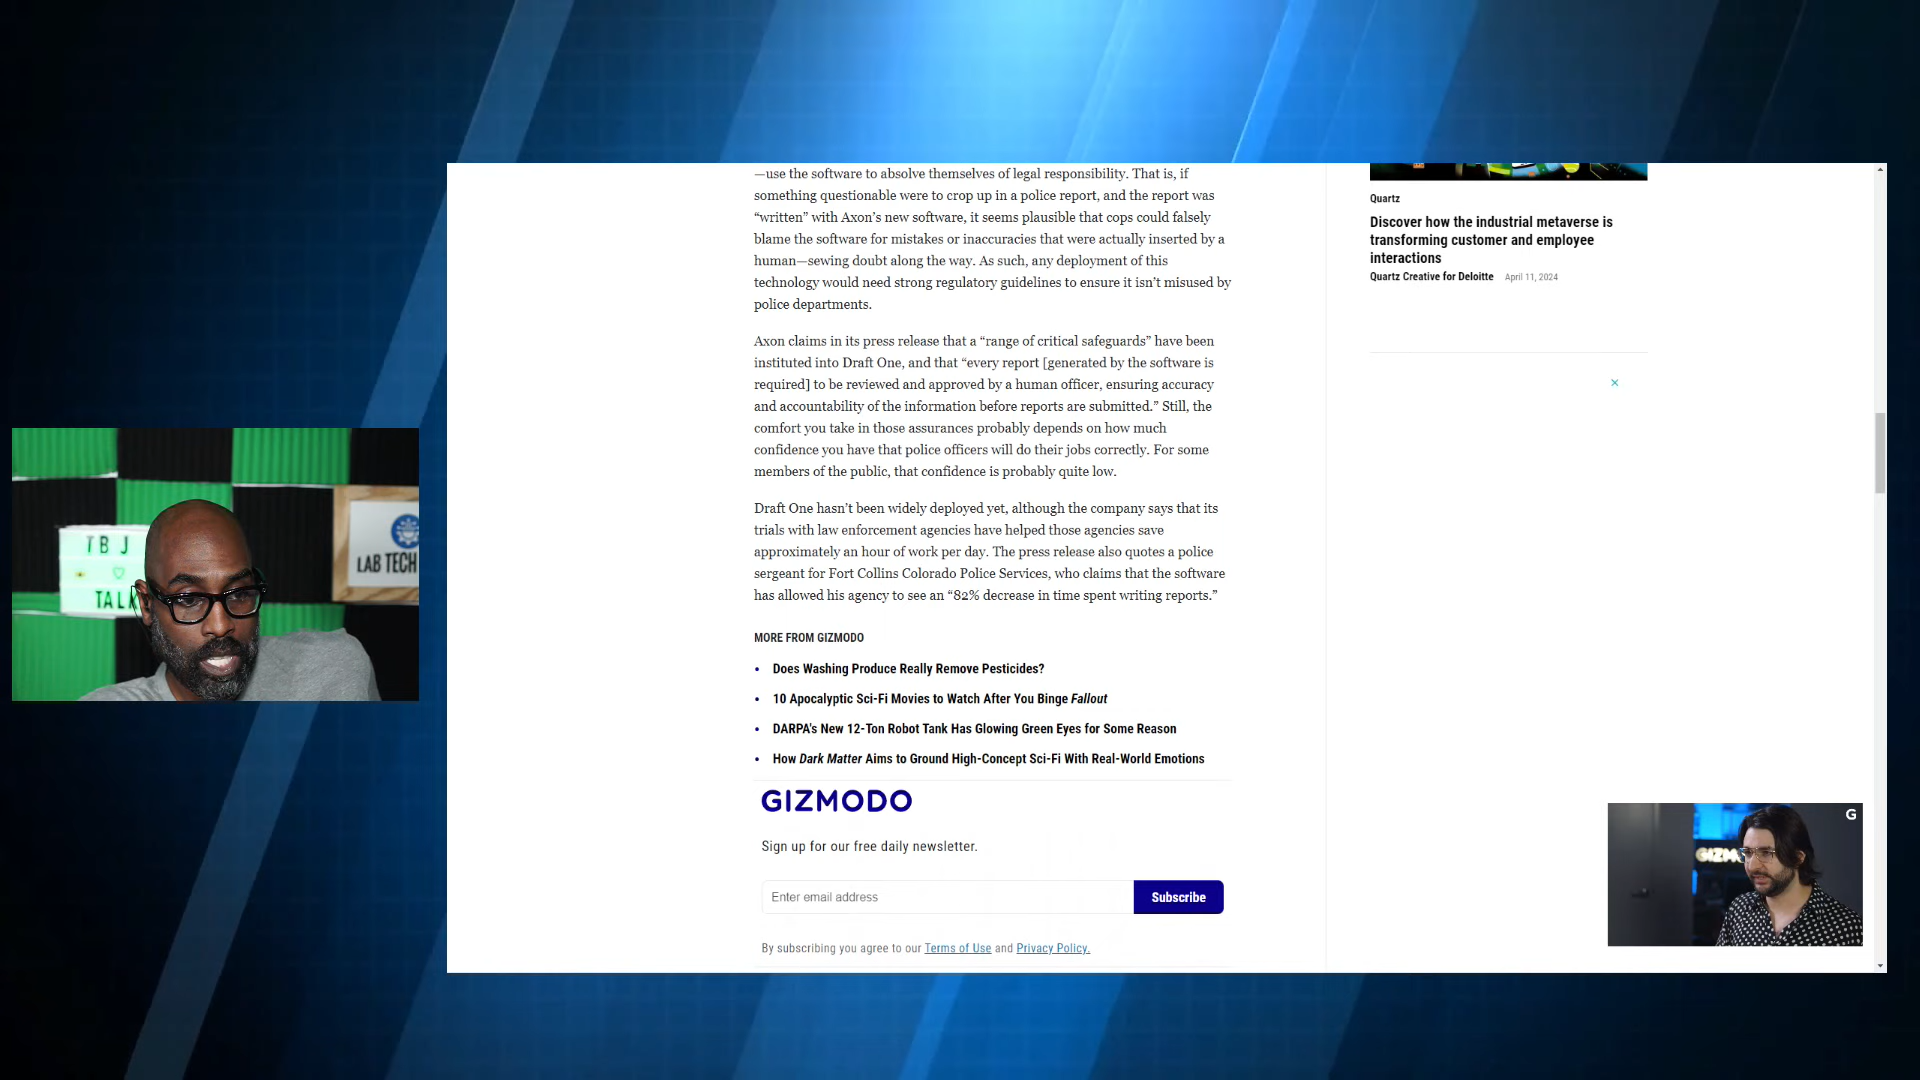 —use the software to absolve themselves of legal responsibility. That is, if
something questionable were to crop up in a police report, and the report was
“written” with Axon’s new software, it seems plausible that cops could falsely
blame the software for mistakes or inaccuracies that were actually inserted by a
human—sewing doubt along the way. As such, any deployment of this
technology would need strong regulatory guidelines to ensure it isn’t misused by
police departments.
Axon claims in its press release that a “range of critical safeguards” have been
instituted into Draft One, and that “every report [generated by the software is
required] to be reviewed and approved by a human officer, ensuring accuracy
and accountability of the information before reports are submitted.” Still, the
comfort you take in those assurances probably depends on how much
confidence you have that police officers will do their jobs correctly. For some
members of the public, that confidence is probably quite low.
Draft One hasn’t been widely deployed yet, although the company says that its
trials with law enforcement agencies have helped those agencies save
approximately an hour of work per day. The press release also quotes a police
sergeant for Fort Collins Colorado Police Services, who claims that the software
has allowed his agency to see an “82% decrease in time spent writing reports.”
MORE FROM GIZMODO
• Does Washing Produce Really Remove Pesticides?
• 10 Apocalyptic Sci-Fi Movies to Watch After You Binge Fallout
• DARPA's New 12-Ton Robot Tank Has Glowing Green Eyes for Some Reason
• How Dark Matter Aims to Ground High-Concept Sci-Fi With Real-World Emotions
GIZMODO
Sign up for our free daily newsletter.
Enter email address
Subscribe
By subscribing you agree to our Terms of Use and Privacy Policy.
Quartz
Discover how the industrial metaverse is
transforming customer and employee
interactions
Quartz Creative for Deloitte April 11, 2024
TBJ
TALK
LAB TECH
G
GIZM